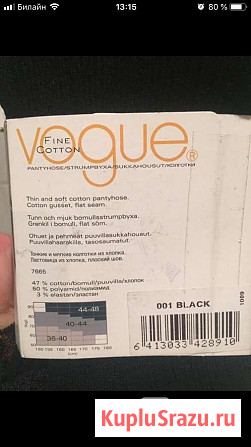 Билайн
13:15
80 %
FINE
COTTON
vogue®
PANTYHOSE/STRUMPBYXA/SUKKAHOUSUT/КОЛГОТКИ
Thin and soft cotton pantyhose.
Cotton gusset, flat seam.
Tunn och mjuk bomullsstrumpbyxa.
Grenkil i bomull, flat söm.
Ohuet ja pehmeät puuvillasukkahousut.
Puuvillahaarakiila, tasosaumatut.
Тонкие и мягкие колготки из хлопка.
Ластовица из хлопка, плоский шов.
7665
47 % cotton/bomull/puuvilla/хлопок
50 % polyamid/полиамид
3 % elastan/эластан
44-48
40-44
36-40
001 BLACK
1009
6 413033 428910
KupluSrazu.ru